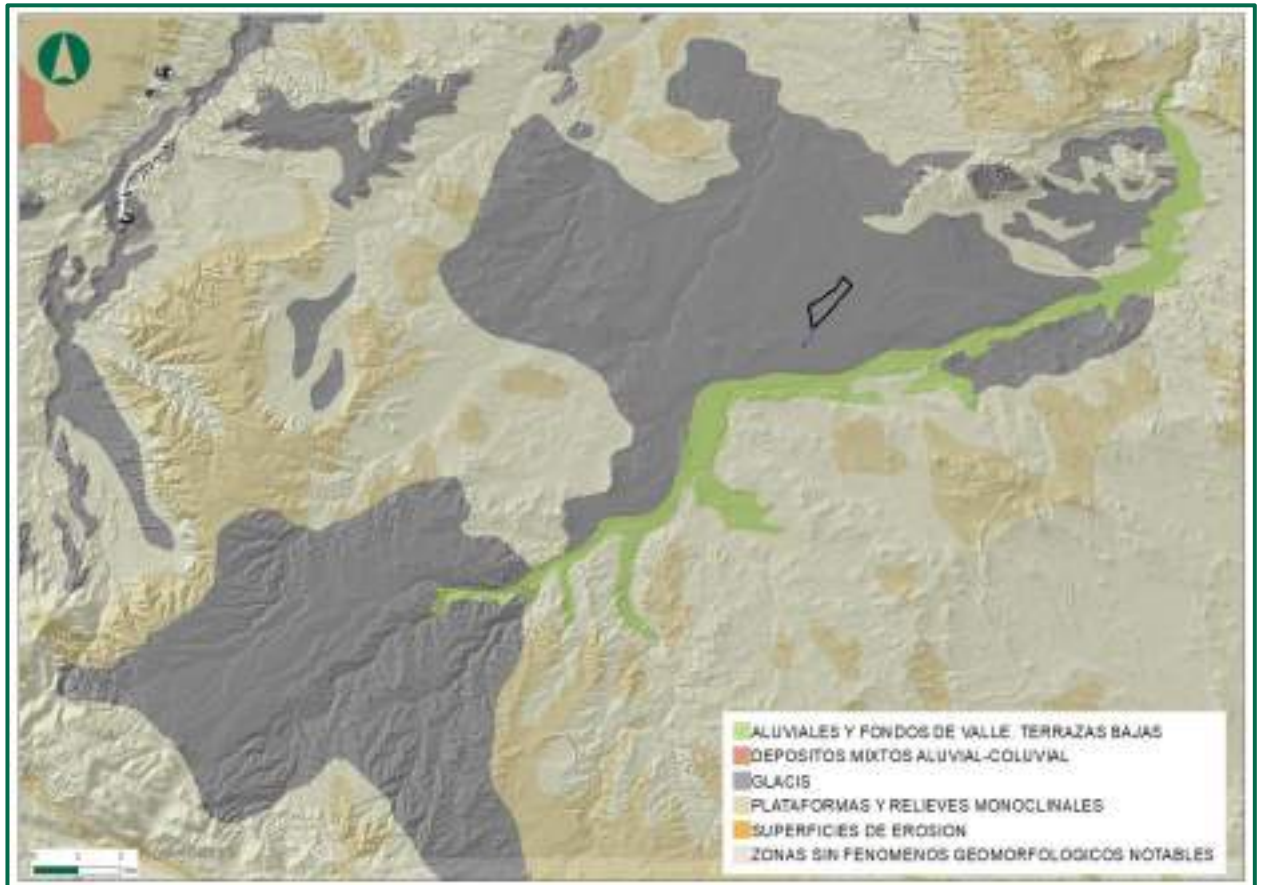 ALUVIALES Y FONDOS DE VALLE. TERRAZAS BAJAS
DEPOSITOS MIXTOS ALUVIAL-COLUVIAL
GLACIS
PLATAFORMAS Y RELIEVES MONOCLINALES
SUPERFICIES DE EROSION
ZONAS SIN FENOMENOS GEOMORFOLOGICOS NOTABLES